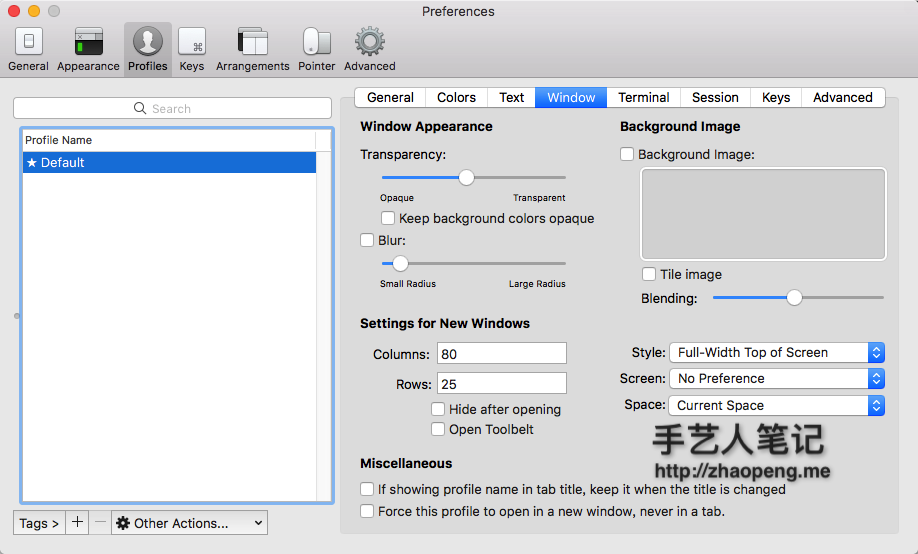 Preferences
General Appearance Profiles Keys Arrangements Pointer Advanced
Search
Profile Name
★ Default
Tags > + − Other Actions...
General Colors Text Window Terminal Session Keys Advanced
Window Appearance
Transparency:
Opaque Transparent
Keep background colors opaque
Blur:
Small Radius Large Radius
Background Image
Background Image:
Tile image
Blending:
Settings for New Windows
Columns: 80
Rows: 25
Hide after opening
Open Toolbelt
Style: Full-Width Top of Screen
Screen: No Preference
Space: Current Space
手艺人笔记
http://zhaopeng.me
Miscellaneous
If showing profile name in tab title, keep it when the title is changed
Force this profile to open in a new window, never in a tab.